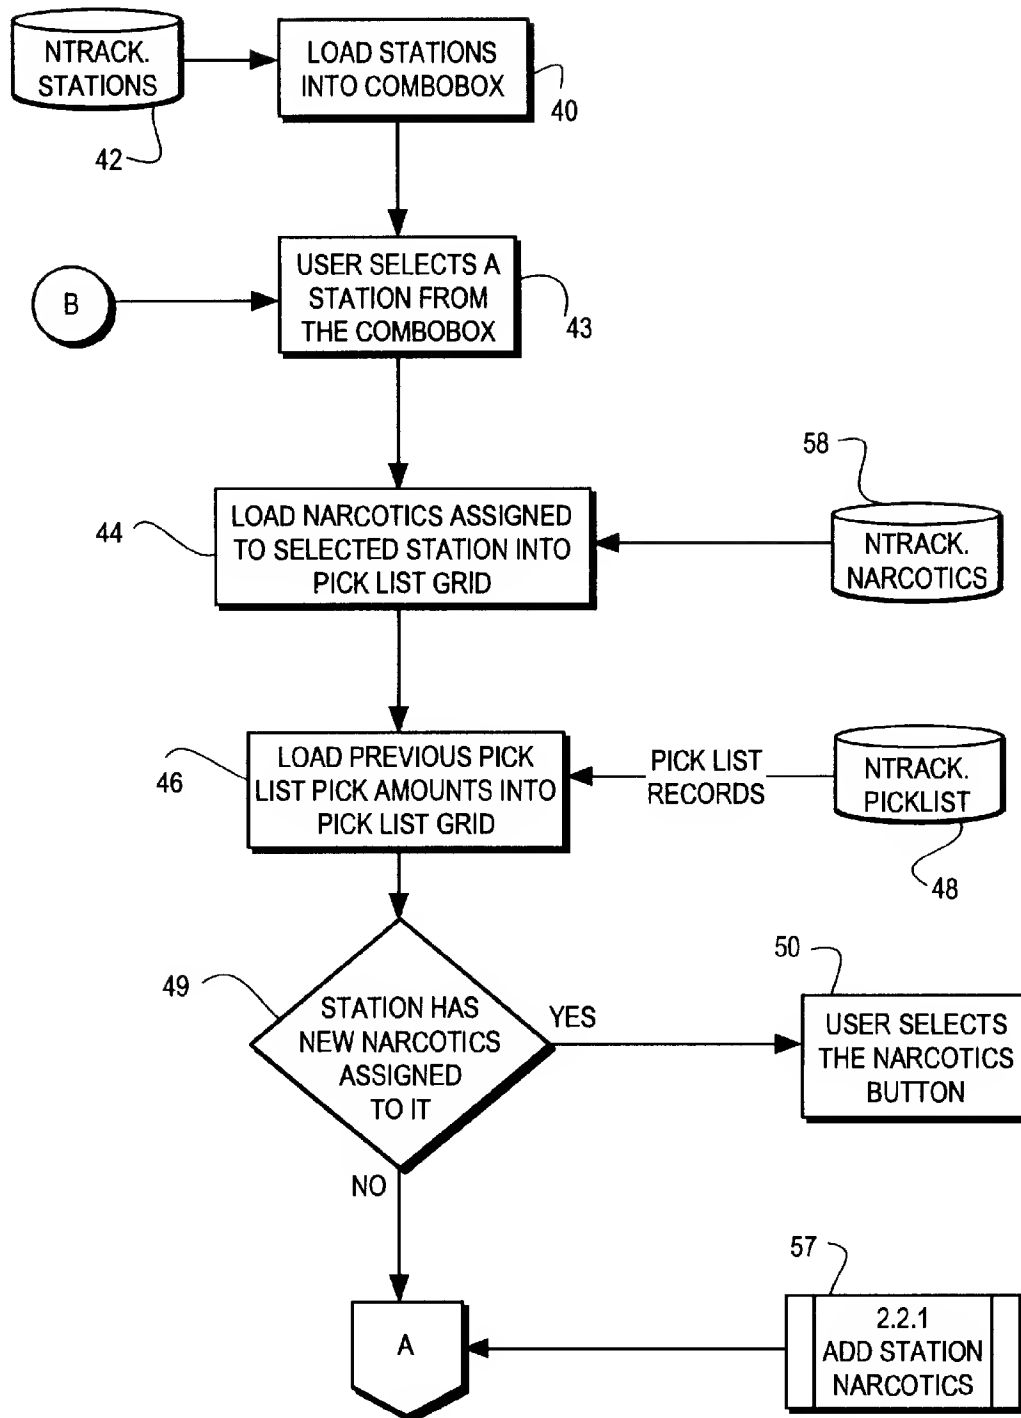 NTRACK.
STATIONS
42
LOAD STATIONS
INTO COMBOBOX
40
B
USER SELECTS A
STATION FROM
THE COMBOBOX
43
44
LOAD NARCOTICS ASSIGNED
TO SELECTED STATION INTO
PICK LIST GRID
58
NTRACK.
NARCOTICS
46
LOAD PREVIOUS PICK
LIST PICK AMOUNTS INTO
PICK LIST GRID
PICK LIST
RECORDS
NTRACK.
PICKLIST
48
49
STATION HAS
NEW NARCOTICS
ASSIGNED
TO IT
YES
50
USER SELECTS
THE NARCOTICS
BUTTON
NO
A
57
2.2.1
ADD STATION
NARCOTICS